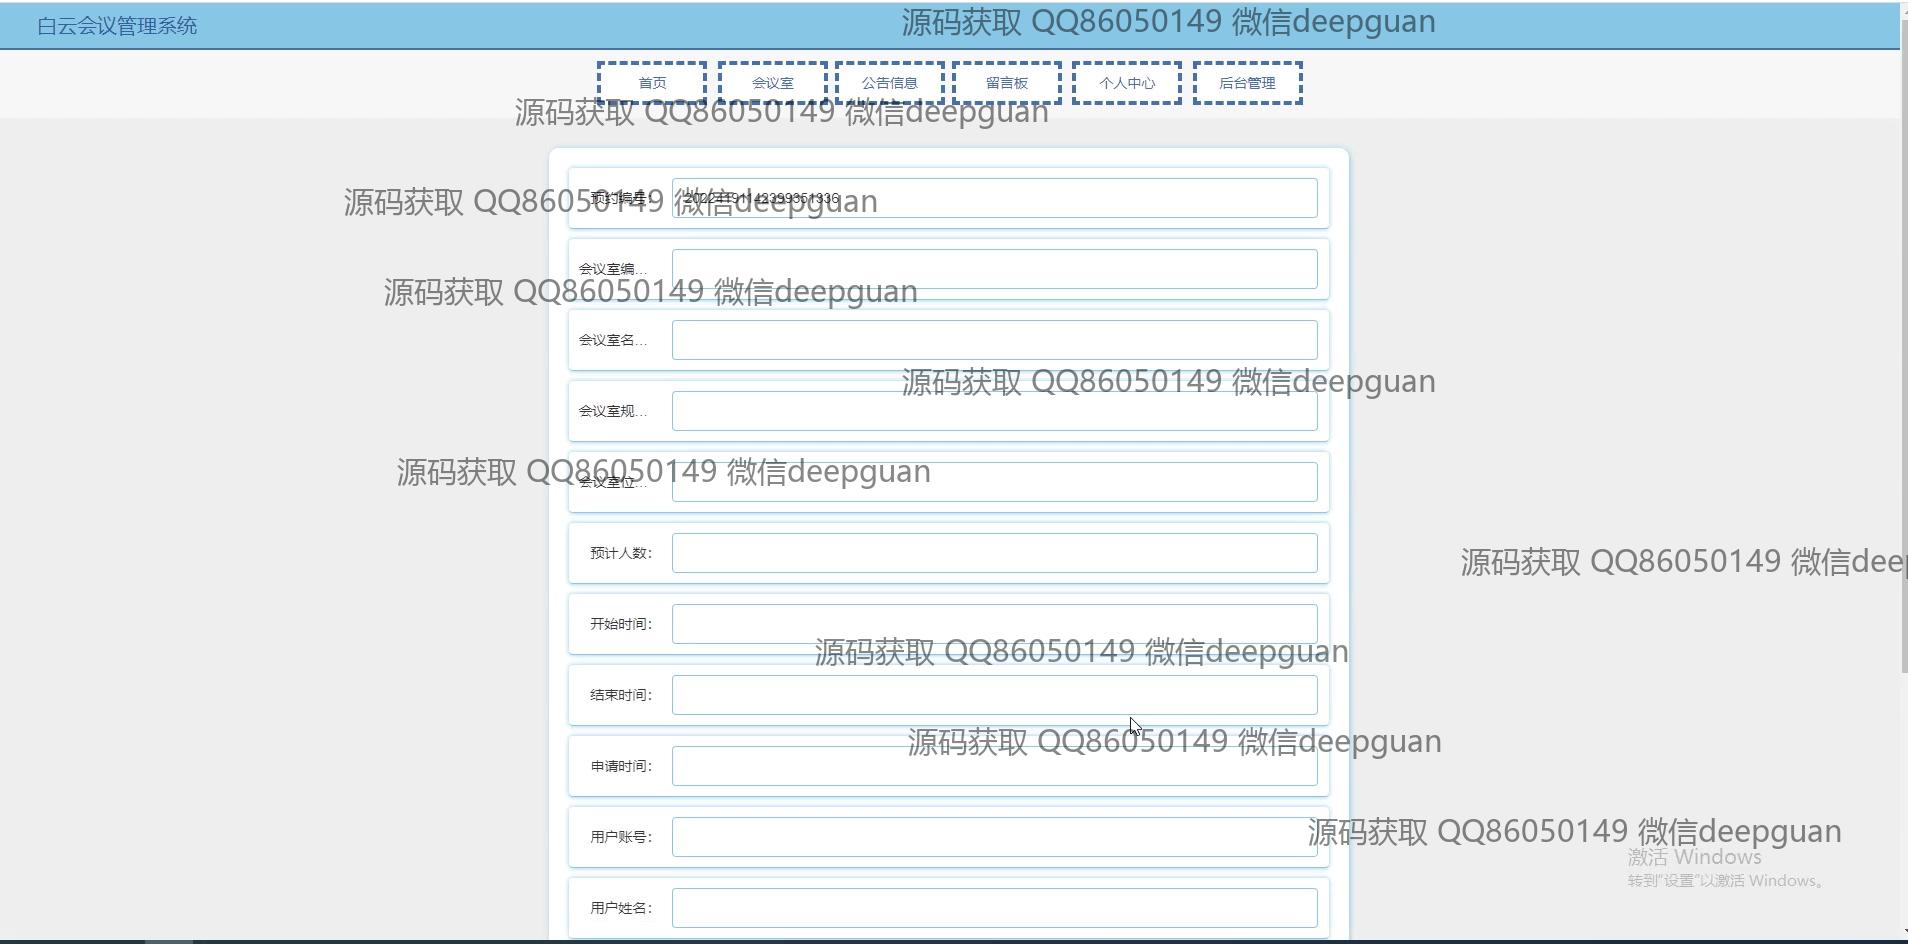 白云会议管理系统
源码获取 QQ86050149 微信deepguan
首页 会议室 公告信息 留言板 个人中心 后台管理
源码获取 QQ86050149 微信deepguan
预约编号：
源码获取 QQ86050149 微信deepguan
会议室编...
源码获取 QQ86050149 微信deepguan
会议室名...
源码获取 QQ86050149 微信deepguan
会议室规...
源码获取 QQ86050149 微信deepguan
会议室位...
预计人数：
源码获取 QQ86050149 微信deep
开始时间：
源码获取 QQ86050149 微信deepguan
结束时间：
源码获取 QQ86050149 微信deepguan
申请时间：
用户账号：
源码获取 QQ86050149 微信deepguan
激活 Windows
转到"设置"以激活 Windows。
用户姓名：